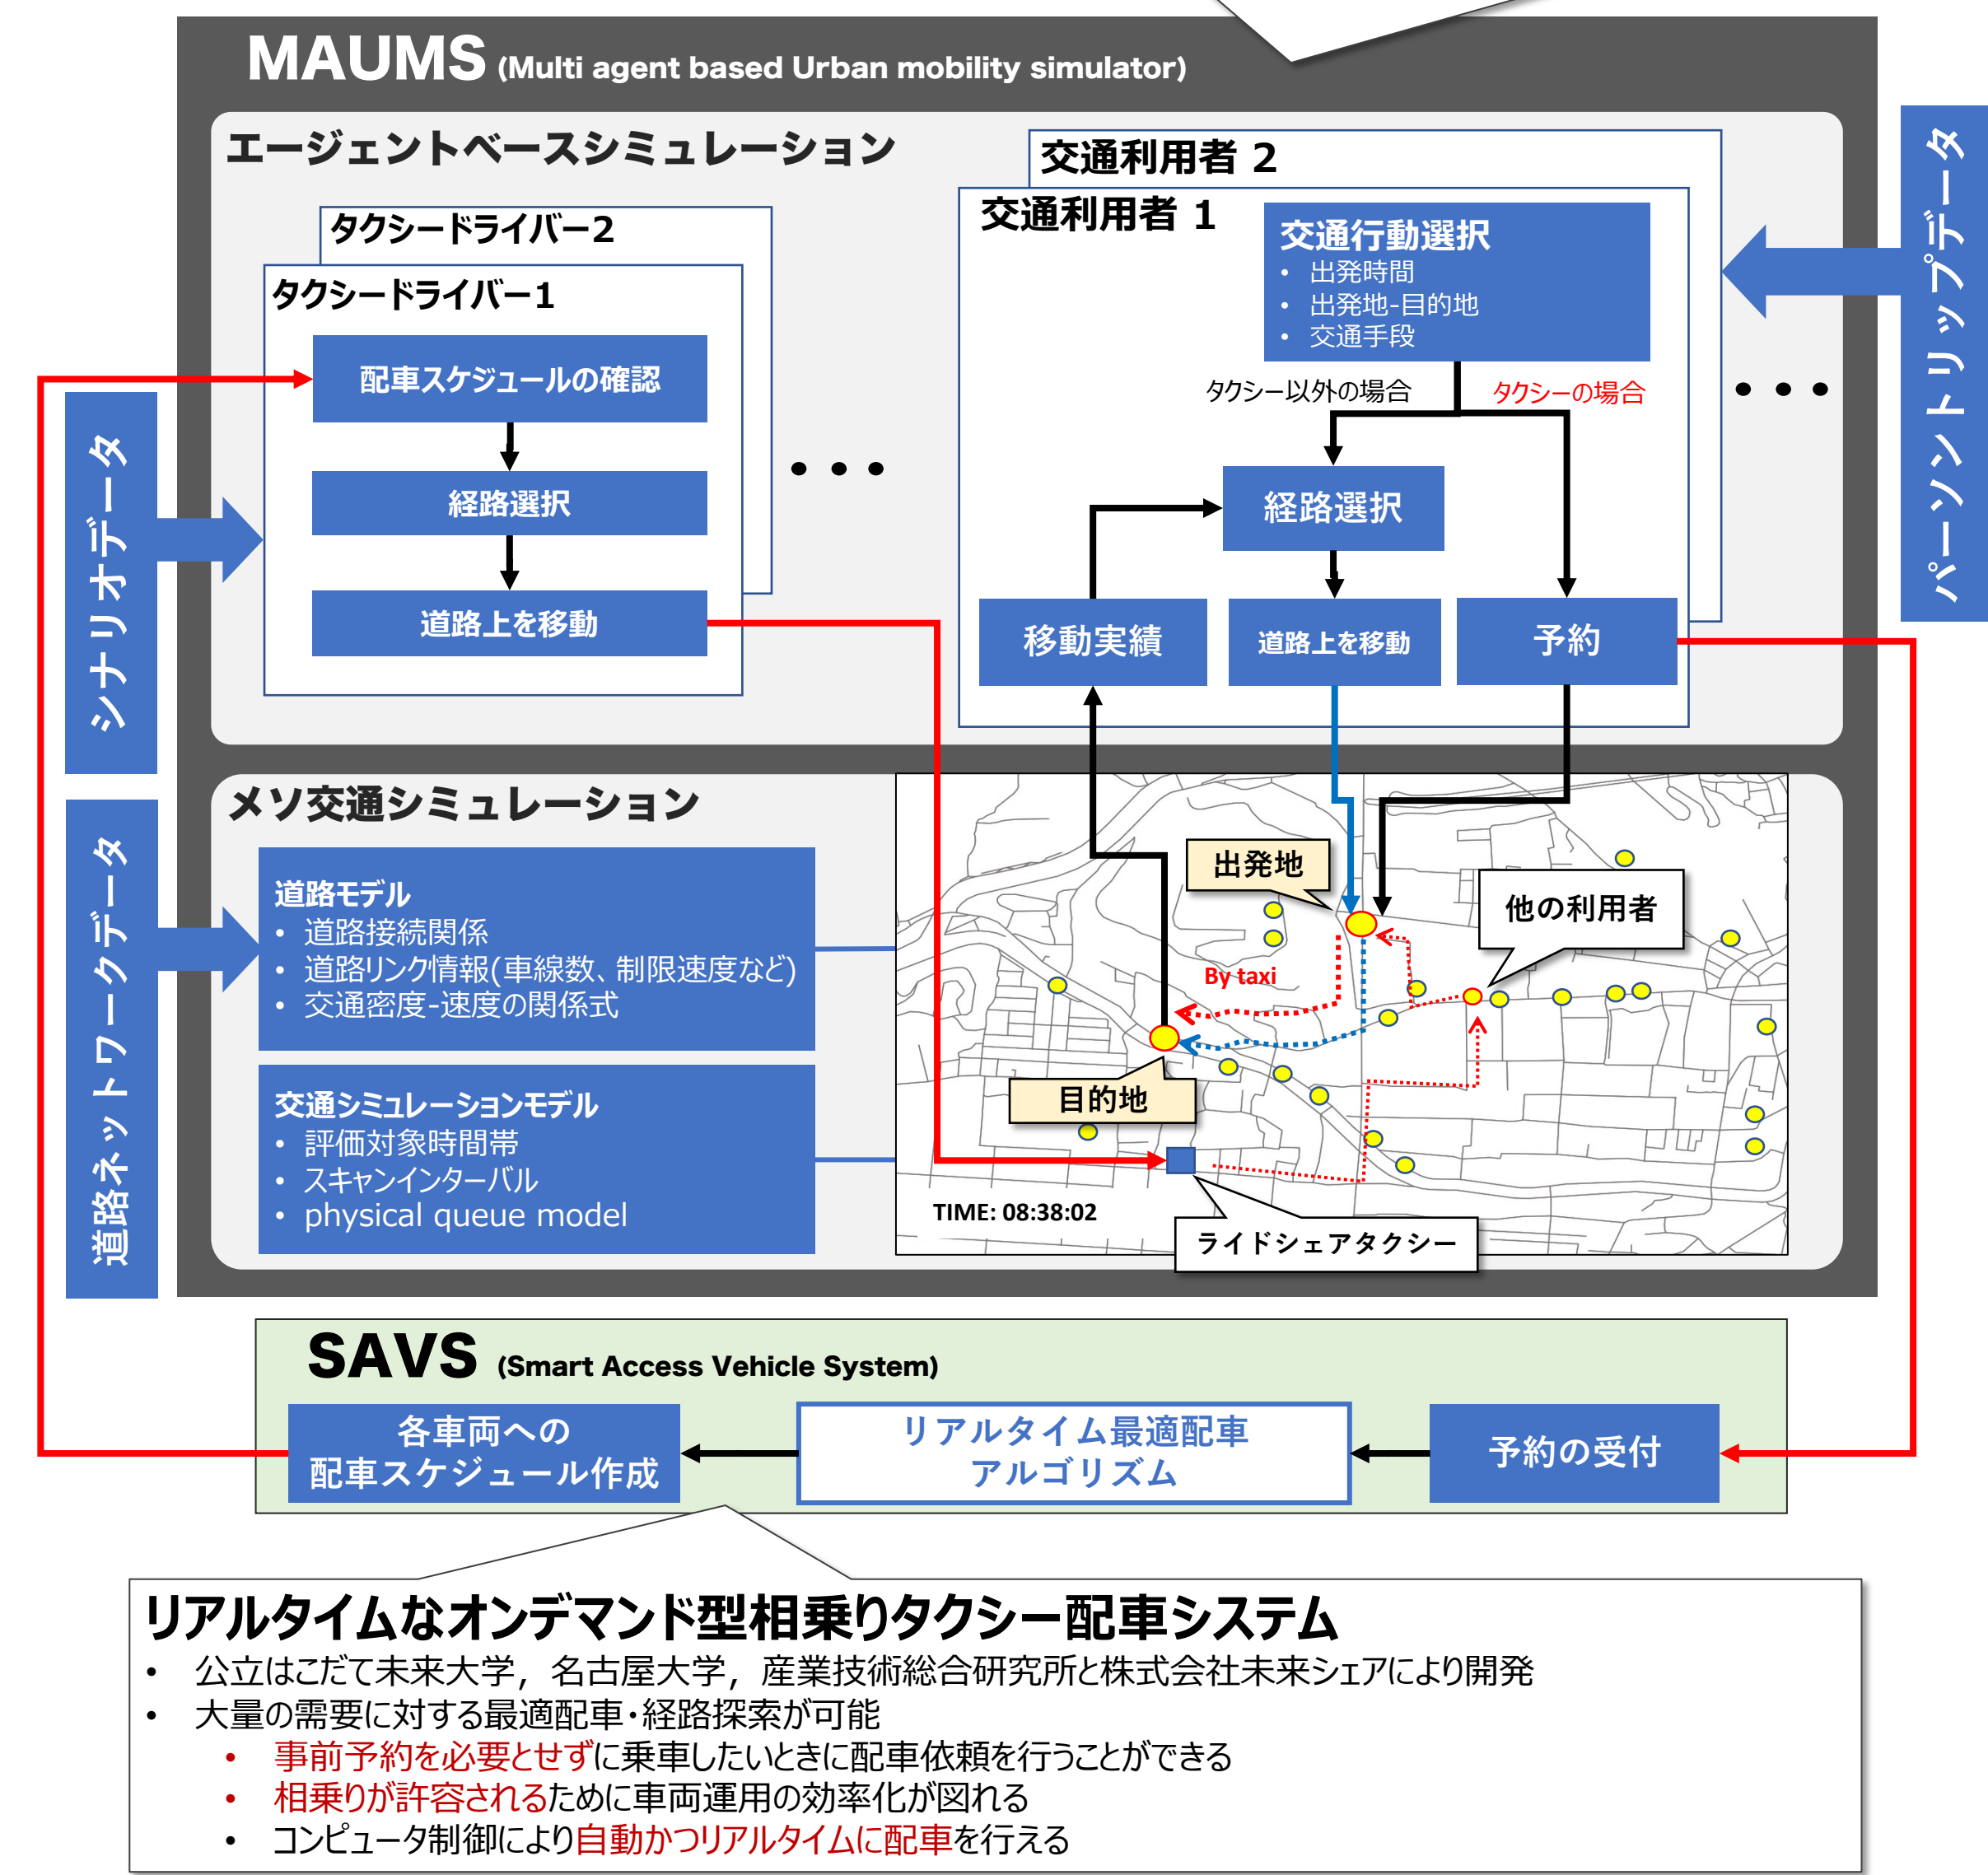 MAUMS (Multi agent based Urban mobility simulator)
エージェントベースシミュレーション
タクシードライバー2
タクシードライバー1
配車スケジュールの確認
経路選択
道路上を移動
・・・
交通利用者 2
交通利用者 1
交通行動選択
• 出発時間
• 出発地-目的地
• 交通手段
タクシー以外の場合
タクシーの場合
経路選択
移動実績
道路上を移動
予約
・・・
シナリオデータ
パーソントリップデータ
道路ネットワークデータ
メソ交通シミュレーション
道路モデル
• 道路接続関係
• 道路リンク情報(車線数、制限速度など)
• 交通密度-速度の関係式
交通シミュレーションモデル
• 評価対象時間帯
• スキャンインターバル
• physical queue model
出発地
他の利用者
By taxi
目的地
TIME: 08:38:02
ライドシェアタクシー
SAVS (Smart Access Vehicle System)
各車両への
配車スケジュール作成
リアルタイム最適配車
アルゴリズム
予約の受付
リアルタイムなオンデマンド型相乗りタクシー配車システム
• 公立はこだて未来大学，名古屋大学，産業技術総合研究所と株式会社未来シェアにより開発
• 大量の需要に対する最適配車・経路探索が可能
• 事前予約を必要とせずに乗車したいときに配車依頼を行うことができる
• 相乗りが許容されるために車両運用の効率化が図れる
• コンピュータ制御により自動かつリアルタイムに配車を行える